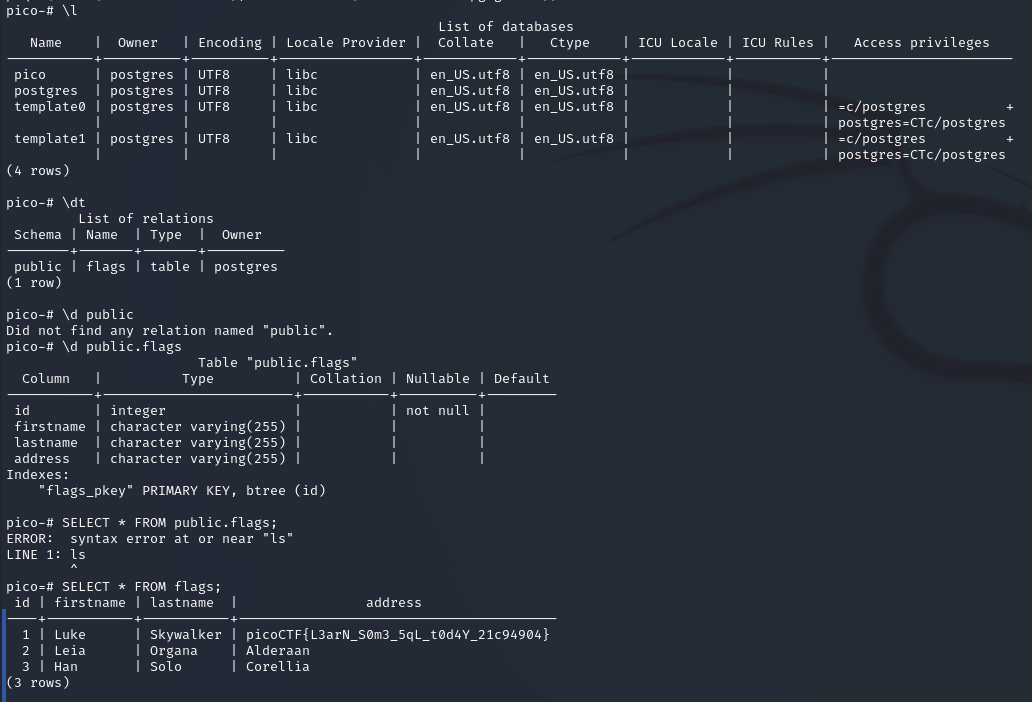 pico-# \l
List of databases
Name | Owner | Encoding | Locale Provider | Collate | Ctype | ICU Locale | ICU Rules | Access privileges
pico | postgres | UTF8 | libc | en_US.utf8 | en_US.utf8 | | |
postgres | postgres | UTF8 | libc | en_US.utf8 | en_US.utf8 | | |
template0 | postgres | UTF8 | libc | en_US.utf8 | en_US.utf8 | | | =c/postgres +
| | | | | | | | postgres=CTc/postgres
template1 | postgres | UTF8 | libc | en_US.utf8 | en_US.utf8 | | | =c/postgres +
| | | | | | | | postgres=CTc/postgres
(4 rows)
pico-# \dt
List of relations
Schema | Name | Type | Owner
public | flags | table | postgres
(1 row)
pico-# \d public
Did not find any relation named "public".
pico-# \d public.flags
Table "public.flags"
Column | Type | Collation | Nullable | Default
id | integer | | not null |
firstname | character varying(255) | | |
lastname | character varying(255) | | |
address | character varying(255) | | |
Indexes:
"flags_pkey" PRIMARY KEY, btree (id)
pico-# SELECT * FROM public.flags;
ERROR: syntax error at or near "ls"
LINE 1: ls
^
pico=# SELECT * FROM flags;
id | firstname | lastname | address
1 | Luke | Skywalker | picoCTF{L3arN_S0m3_5qL_t0d4Y_21c94904}
2 | Leia | Organa | Alderaan
3 | Han | Solo | Corellia
(3 rows)